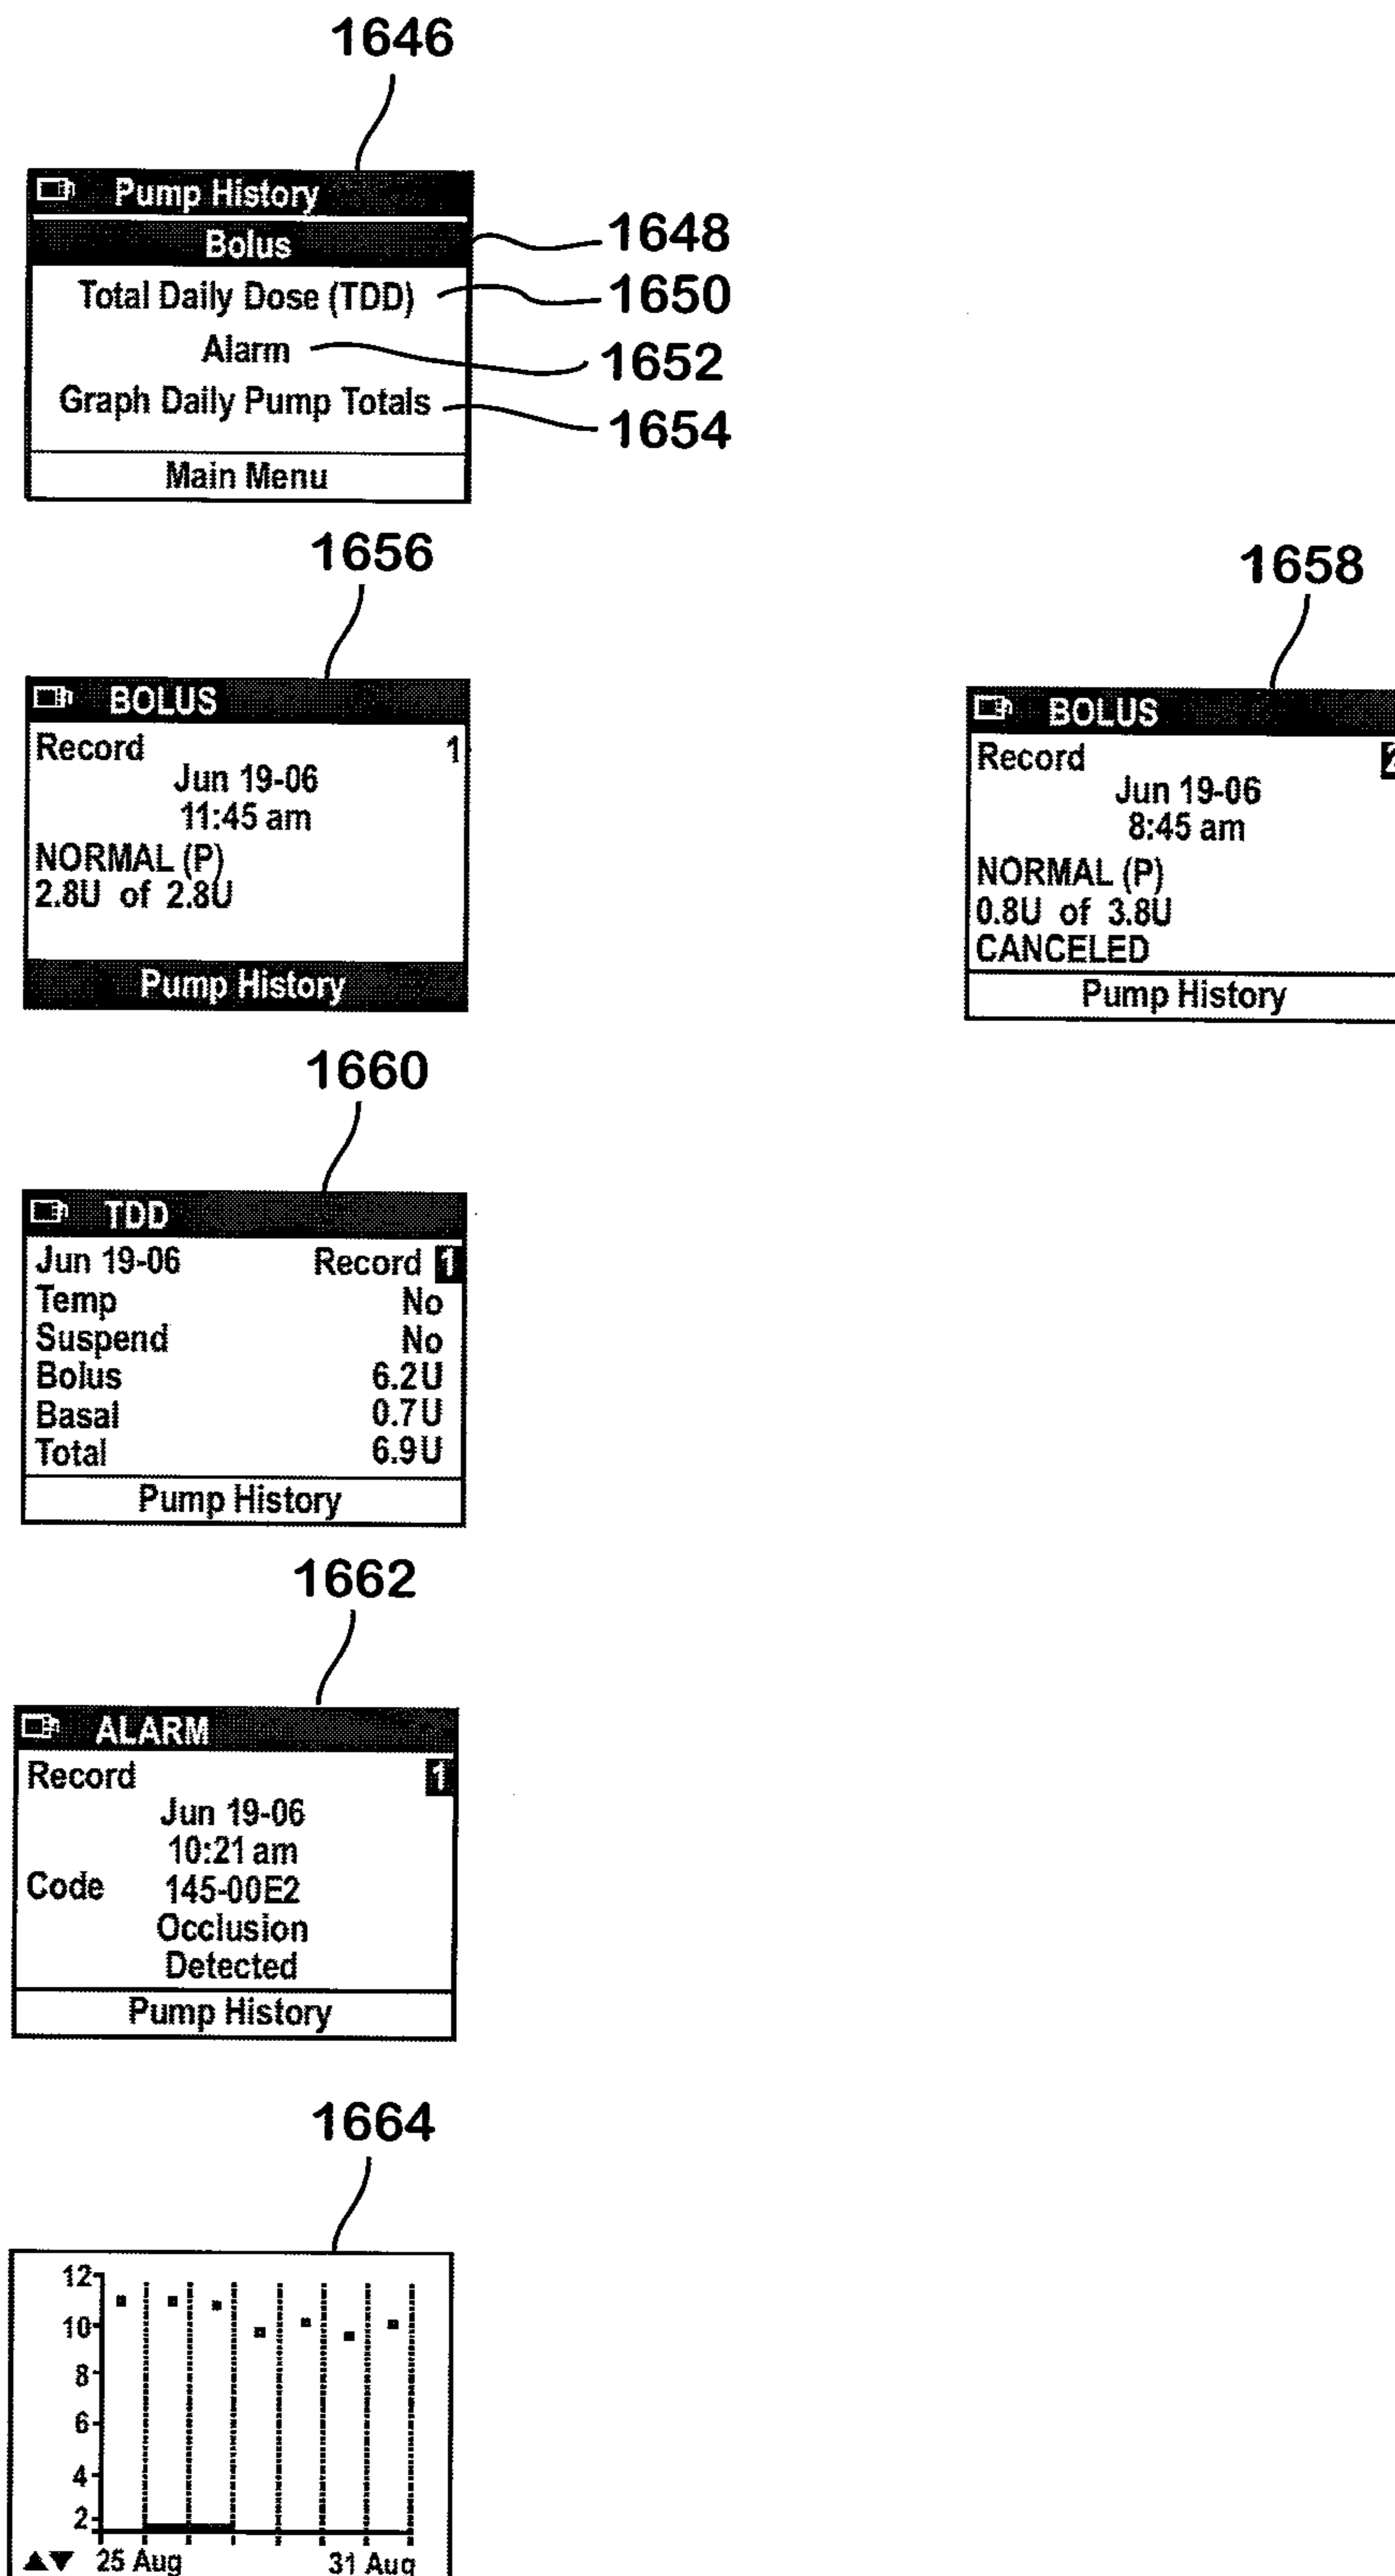 1646
Pump History
Bolus
1648
Total Daily Dose (TDD)
1650
Alarm
1652
Graph Daily Pump Totals
1654
Main Menu
1656
BOLUS
Record 1
Jun 19-06
11:45 am
NORMAL (P)
2.8U of 2.8U
Pump History
1658
BOLUS
Record 2
Jun 19-06
8:45 am
NORMAL (P)
0.8U of 3.8U
CANCELED
Pump History
1660
TDD
Jun 19-06 Record 1
Temp No
Suspend No
Bolus 6.2U
Basal 0.7U
Total 6.9U
Pump History
1662
ALARM
Record 1
Jun 19-06
10:21 am
Code 145-00E2
Occlusion
Detected
Pump History
1664
12
10
8
6
4
2
25 Aug 31 Aug